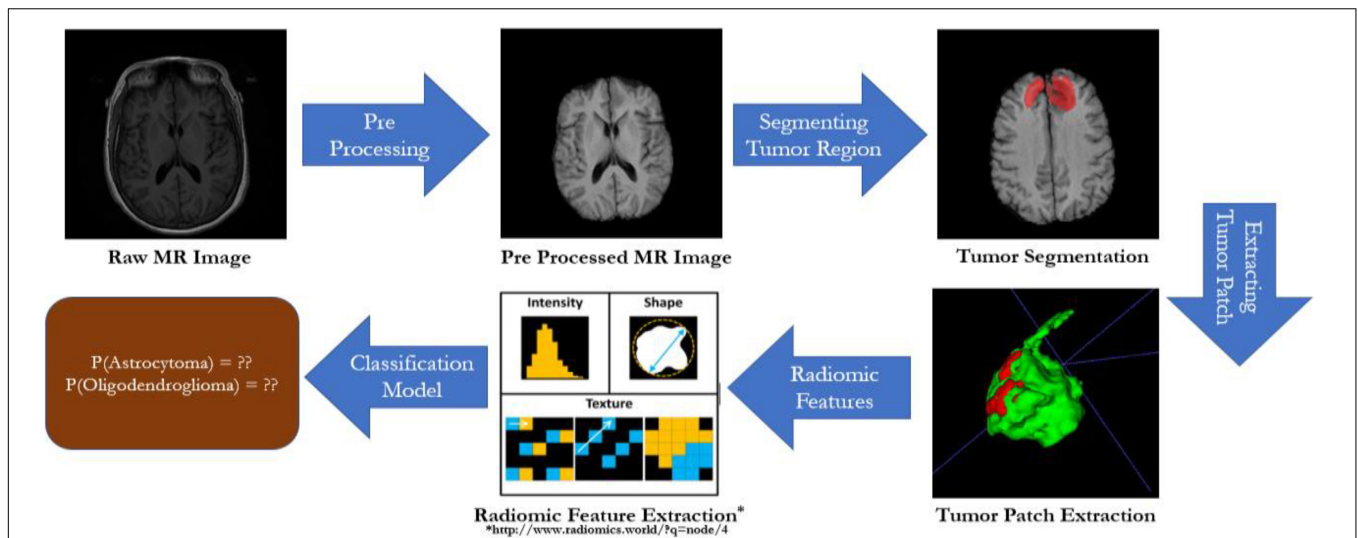 Pre
Processing
Segmenting
Tumor Region
Raw MR Image
Pre Processed MR Image
Tumor Segmentation
Extracting
Tumor Patch
Intensity
Shape
Texture
P(Astrocytoma) = ??
P(Oligodendroglioma) = ??
Classification
Model
Radiomic
Features
Radiomic Feature Extraction*
*http://www.radiomics.world/?q=node/4
Tumor Patch Extraction